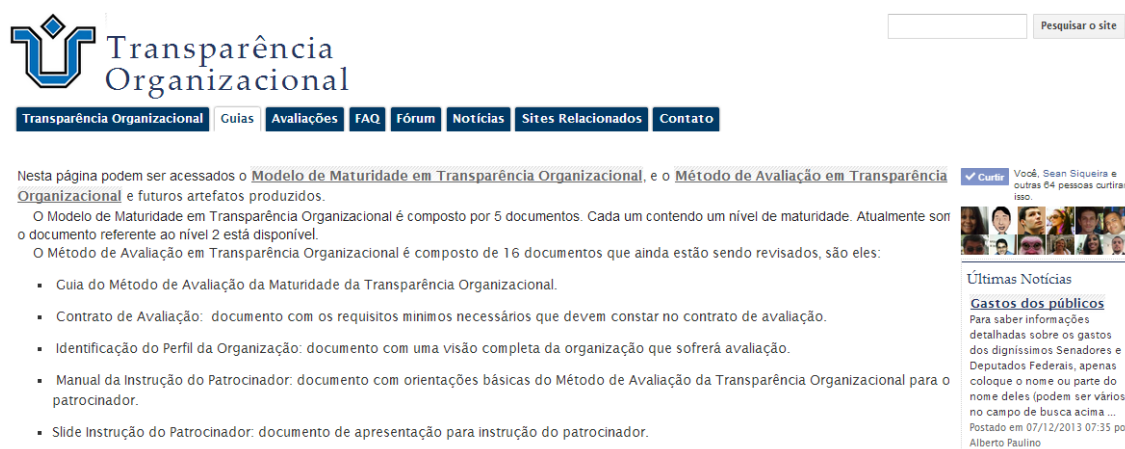 Transparência
Organizacional
Pesquisar o site
Transparência Organizacional Guias Avaliações FAQ Fórum Notícias Sites Relacionados Contato
Nesta página podem ser acessados o Modelo de Maturidade em Transparência Organizacional, e o Método de Avaliação em Transparência
Organizacional e futuros artefatos produzidos.
O Modelo de Maturidade em Transparência Organizacional é composto por 5 documentos. Cada um contendo um nível de maturidade. Atualmente som
o documento referente ao nível 2 está disponível.
O Método de Avaliação em Transparência Organizacional é composto de 16 documentos que ainda estão sendo revisados, são eles:
▪ Guia do Método de Avaliação da Maturidade da Transparência Organizacional.
▪ Contrato de Avaliação: documento com os requisitos minimos necessários que devem constar no contrato de avaliação.
▪ Identificação do Perfil da Organização: documento com uma visão completa da organização que sofrerá avaliação.
▪ Manual da Instrução do Patrocinador: documento com orientações básicas do Método de Avaliação da Transparência Organizacional para o
patrocinador.
▪ Slide Instrução do Patrocinador: documento de apresentação para instrução do patrocinador.
Curtir
Você, Sean Siqueira e
outras 64 pessoas curtira
isso.
Últimas Notícias
Gastos dos públicos
Para saber informações
detalhadas sobre os gastos
dos digníssimos Senadores e
Deputados Federais, apenas
coloque o nome ou parte do
nome deles (podem ser vários
no campo de busca acima ...
Postado em 07/12/2013 07:35 po
Alberto Paulino